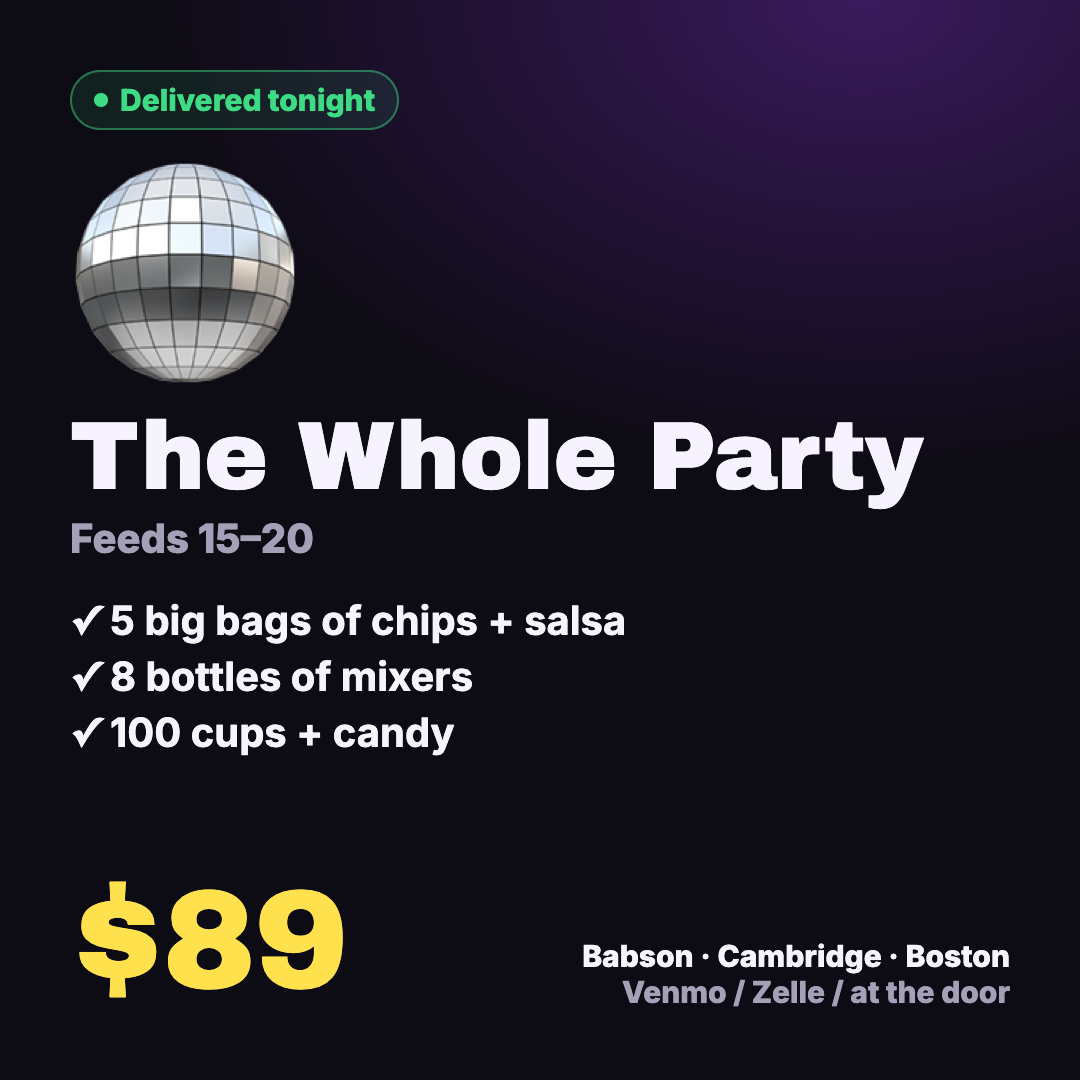 Delivered tonight
The Whole Party
Feeds 15–20
✓ 5 big bags of chips + salsa
✓ 8 bottles of mixers
✓ 100 cups + candy
$89
Babson · Cambridge · Boston
Venmo / Zelle / at the door